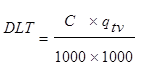 DLT = C × q_tv
1000 × 1000